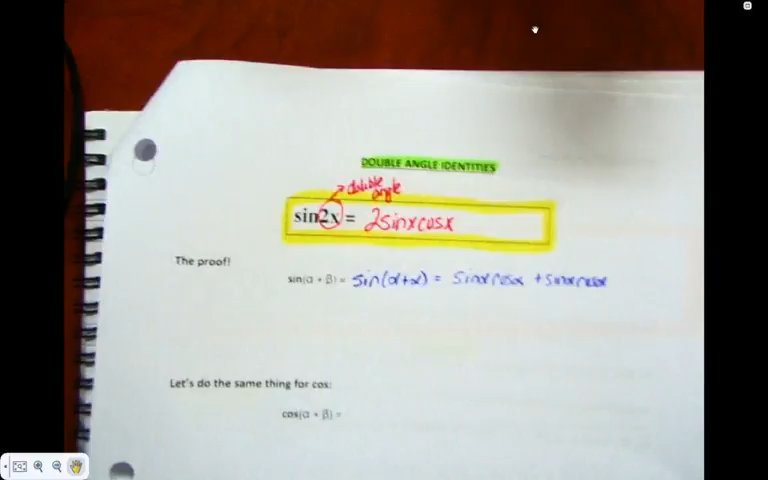 DOUBLE ANGLE IDENTITIES
double
angle
sin2x = 2sinxcosx
The proof!
sin(α + β) = sin(α+α) = sinαcosα + sinαcosα
Let's do the same thing for cos:
cos(α + β) =